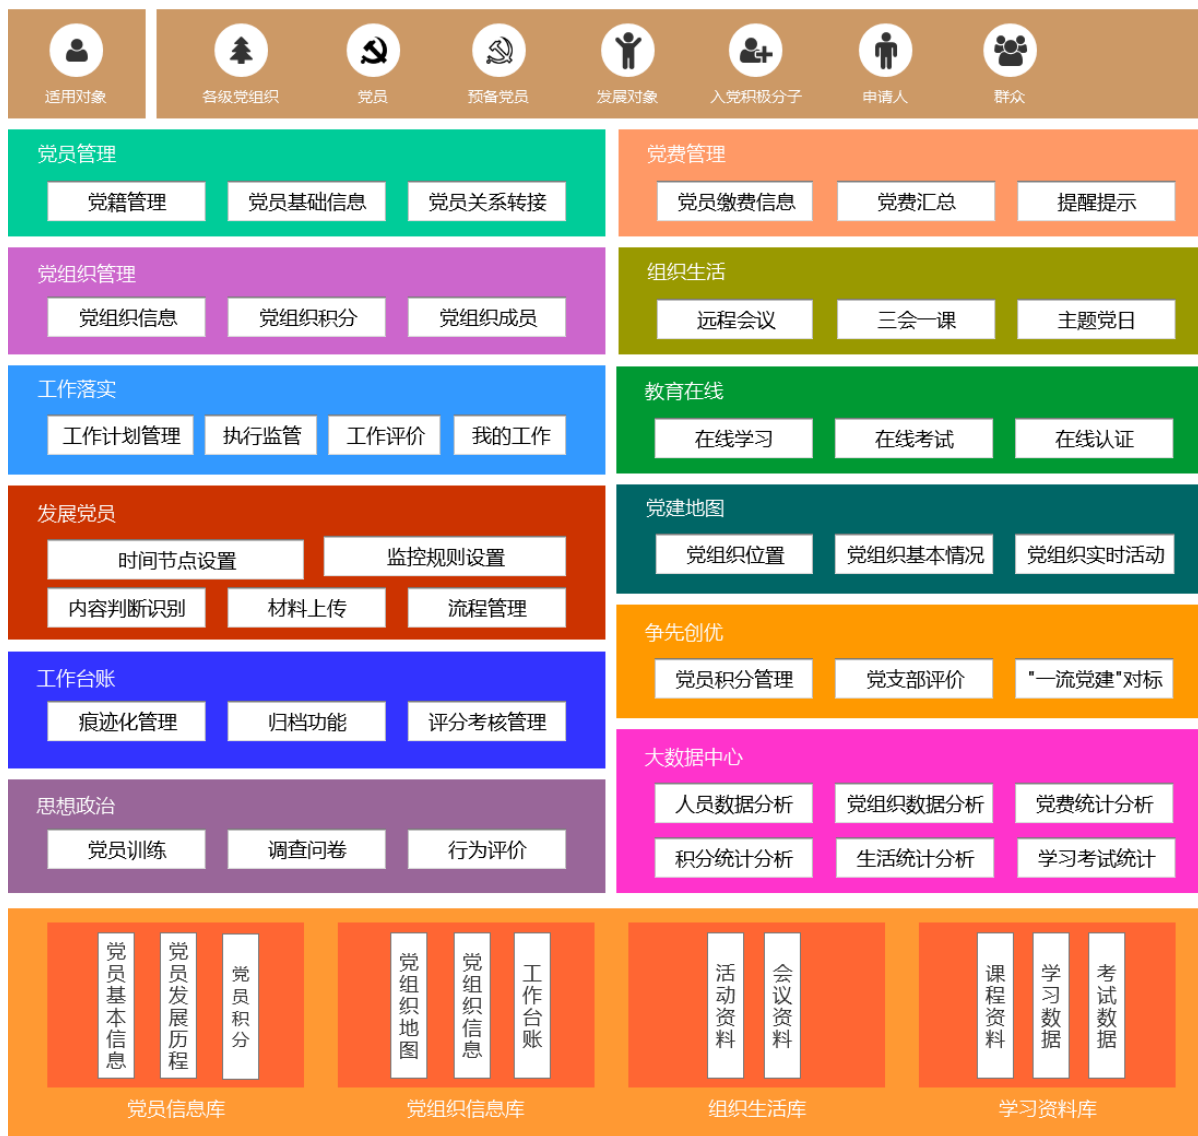 适用对象
各级党组织
党员
预备党员
发展对象
入党积极分子
申请人
群众
党员管理
党籍管理
党员基础信息
党员关系转接
党费管理
党员缴费信息
党费汇总
提醒提示
党组织管理
党组织信息
党组织积分
党组织成员
组织生活
远程会议
三会一课
主题党日
工作落实
工作计划管理
执行监管
工作评价
我的工作
教育在线
在线学习
在线考试
在线认证
发展党员
时间节点设置
监控规则设置
内容判断识别
材料上传
流程管理
党建地图
党组织位置
党组织基本情况
党组织实时活动
争先创优
党员积分管理
党支部评价
"一流党建"对标
工作台账
痕迹化管理
归档功能
评分考核管理
大数据中心
人员数据分析
党组织数据分析
党费统计分析
积分统计分析
生活统计分析
学习考试统计
思想政治
党员训练
调查问卷
行为评价
党员基本信息
党员发展历程
党员积分
党员信息库
党组织地图
党组织信息
工作台账
党组织信息库
活动资料
会议资料
组织生活库
课程资料
学习数据
考试数据
学习资料库